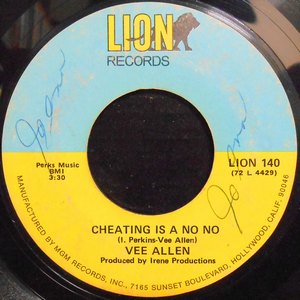 LION
RECORDS
Perks Music
BMI
3:30
LION 140
(72 L 4429)
CHEATING IS A NO NO
(I. Perkins-Vee Allen)
VEE ALLEN
Produced by Irene Productions
MANUFACTURED BY MGM RECORDS, INC., 7165 SUNSET BOULEVARD, HOLLYWOOD, CALIF. 90046